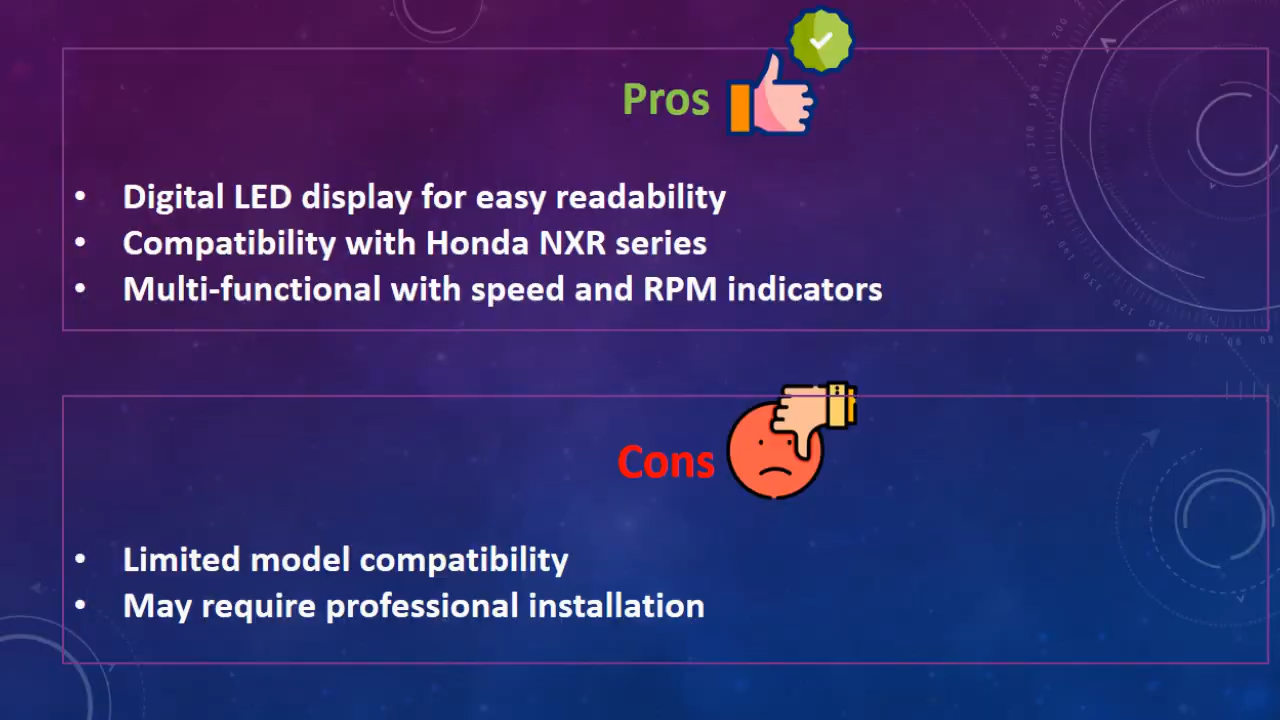 Pros
• Digital LED display for easy readability
• Compatibility with Honda NXR series
• Multi-functional with speed and RPM indicators
Cons
• Limited model compatibility
• May require professional installation